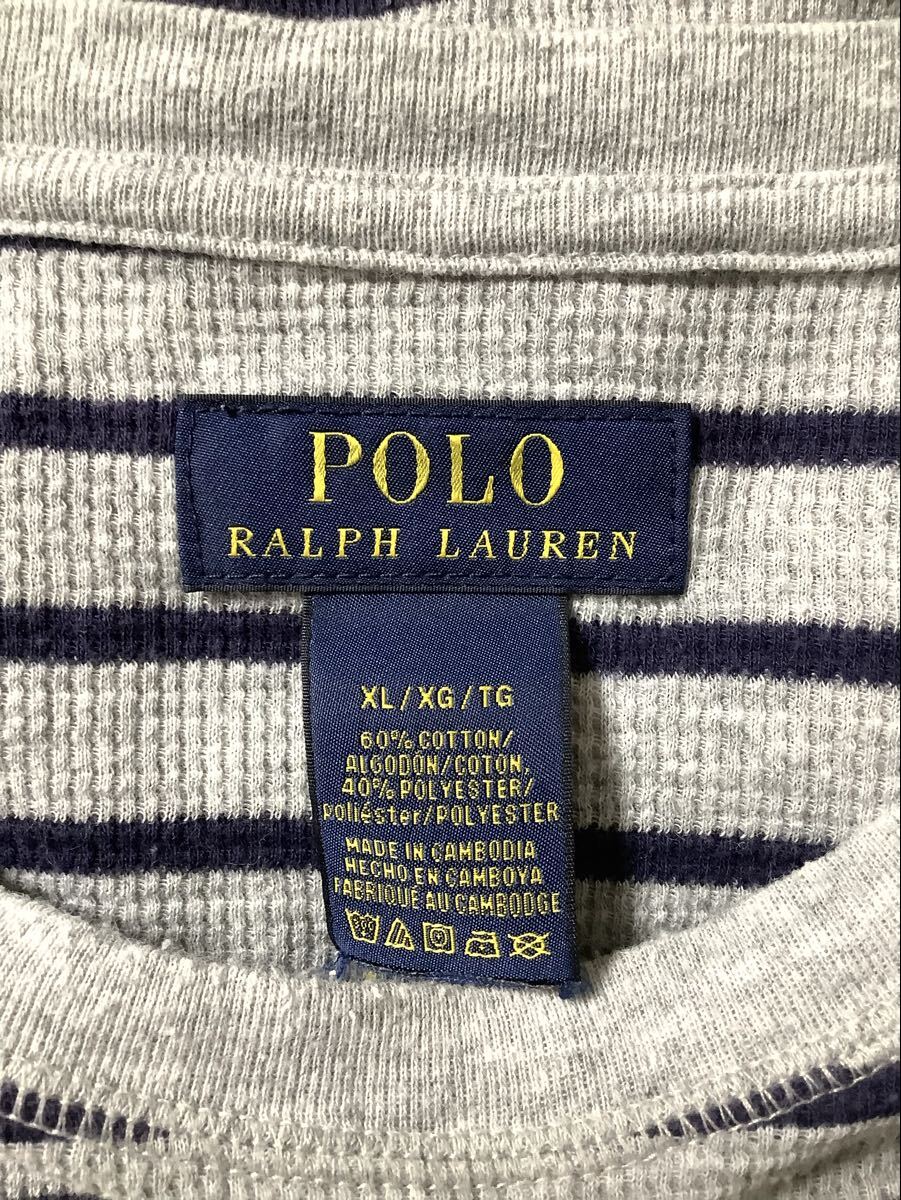 POLO
RALPH LAUREN
XL/XG/TG
60% COTTON/
ALGODÓN/COTON,
40% POLYESTER/
poliéster/POLYESTER
MADE IN CAMBODIA
HECHO EN CAMBOYA
FABRIQUÉ AU CAMBODGE